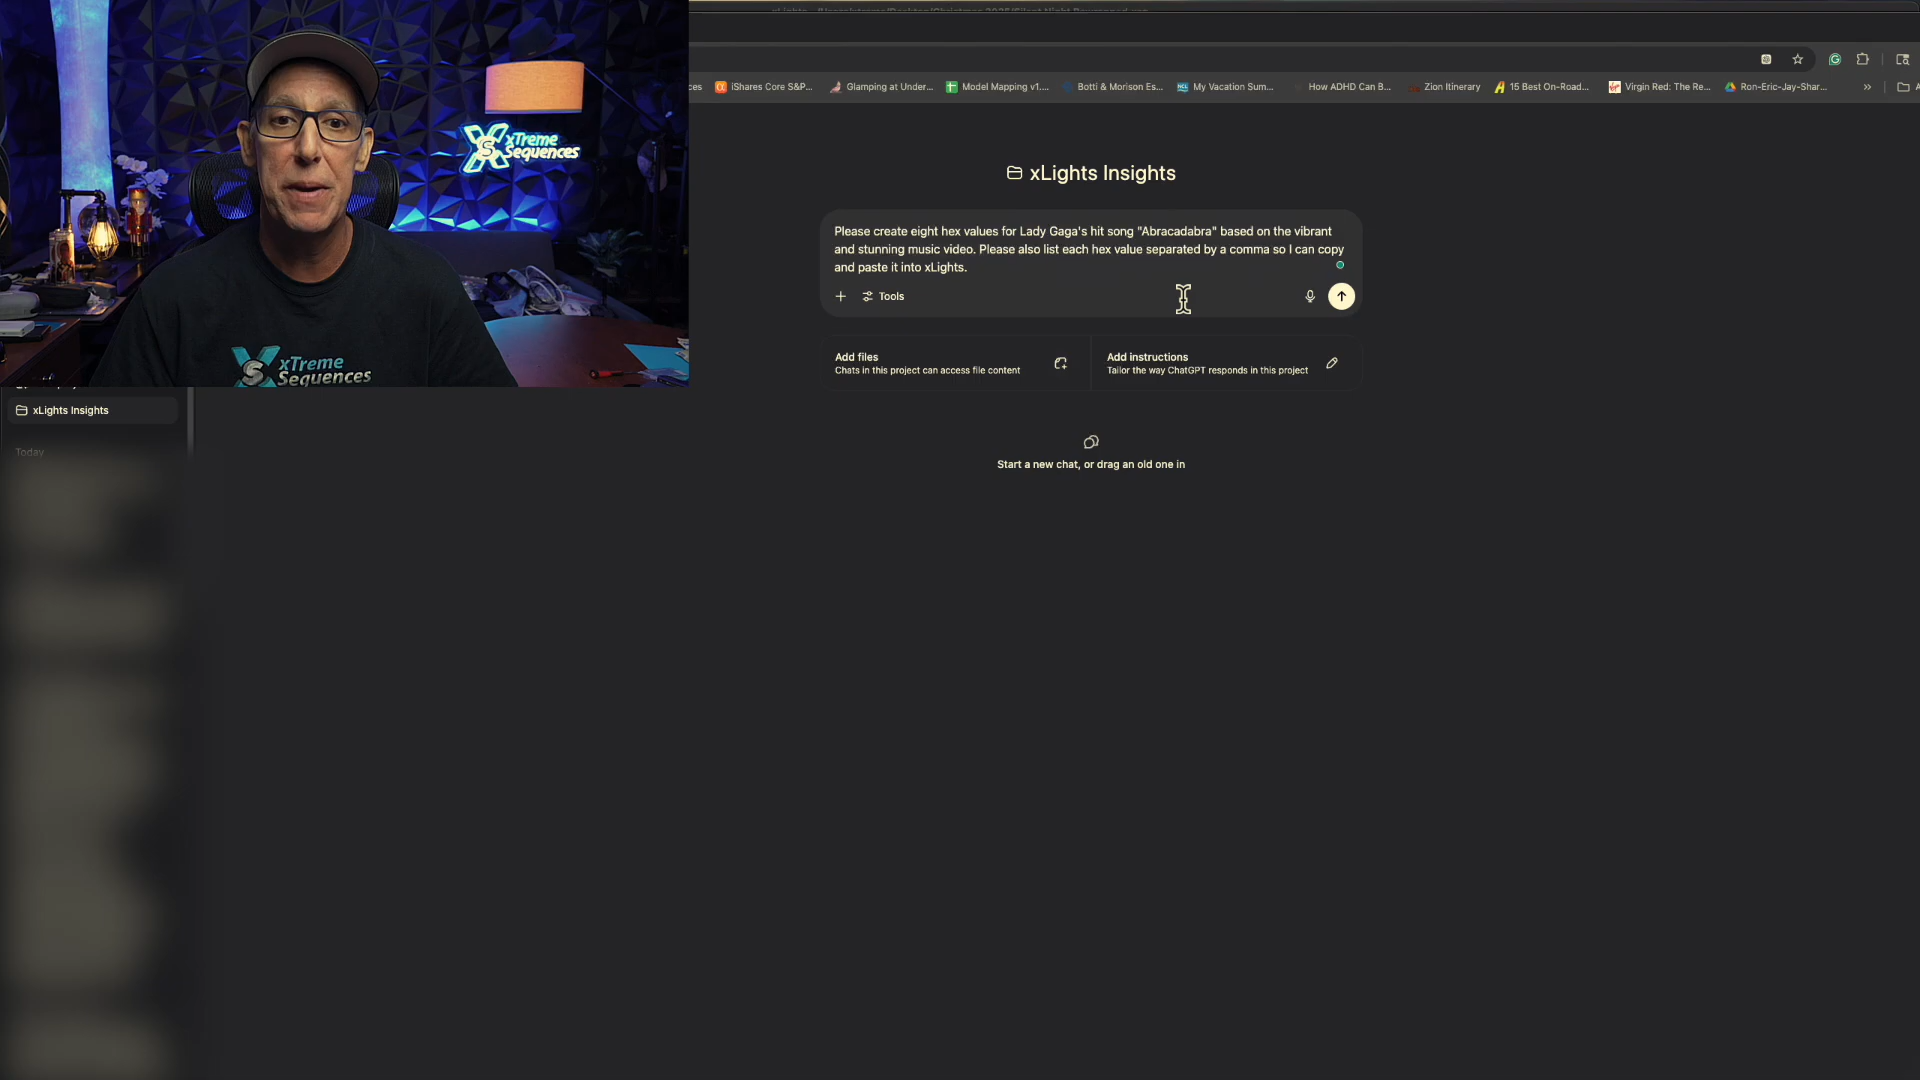 xTreme
Sequences
xTreme
Sequences
iShares Core S&P...
Glamping at Under...
Model Mapping v1....
Botti & Morison Es...
My Vacation Sum...
How ADHD Can B...
Zion Itinerary
15 Best On-Road...
Virgin Red: The Re...
Ron-Eric-Jay-Shar...
xLights Insights
Please create eight hex values for Lady Gaga's hit song "Abracadabra" based on the vibrant
and stunning music video. Please also list each hex value separated by a comma so I can copy
and paste it into xLights.
Tools
Add files
Chats in this project can access file content
Add instructions
Tailor the way ChatGPT responds in this project
Start a new chat, or drag an old one in
xLights Insights
Today